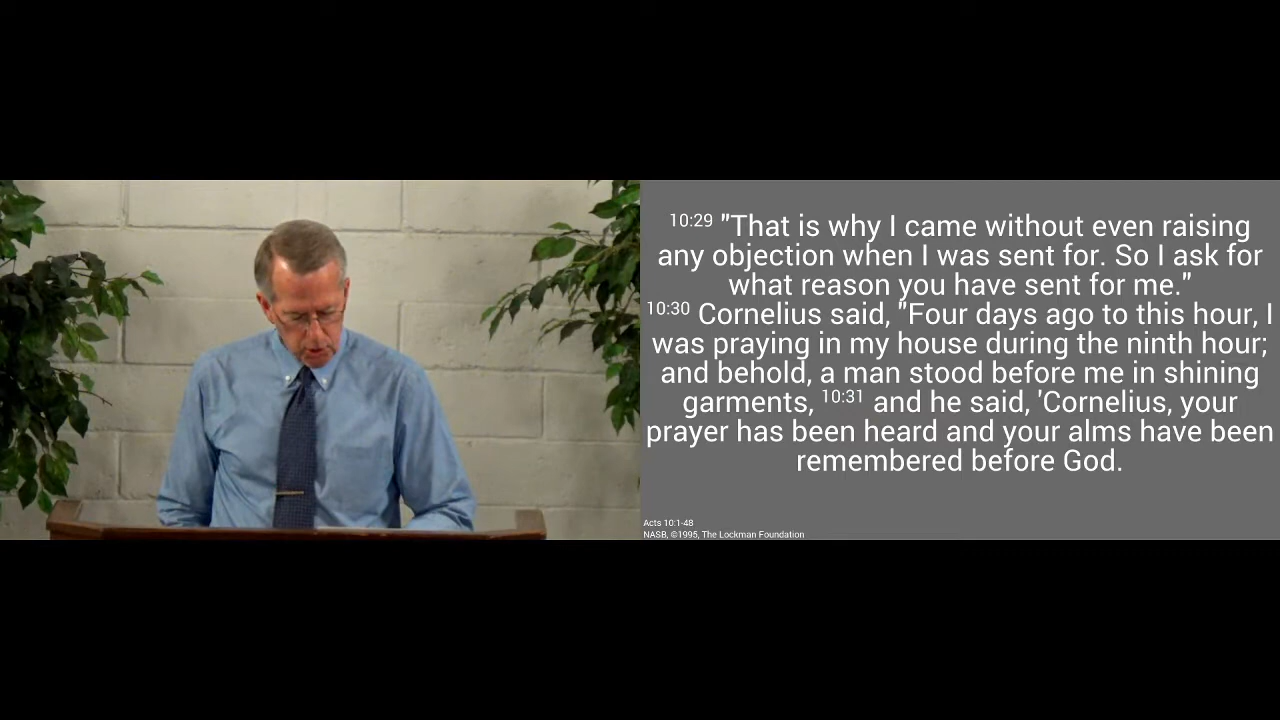 10:29 "That is why I came without even raising
any objection when I was sent for. So I ask for
what reason you have sent for me."
10:30 Cornelius said, "Four days ago to this hour, I
was praying in my house during the ninth hour;
and behold, a man stood before me in shining
garments, 10:31 and he said, 'Cornelius, your
prayer has been heard and your alms have been
remembered before God.
Acts 10:1-48
NASB, ©1995, The Lockman Foundation